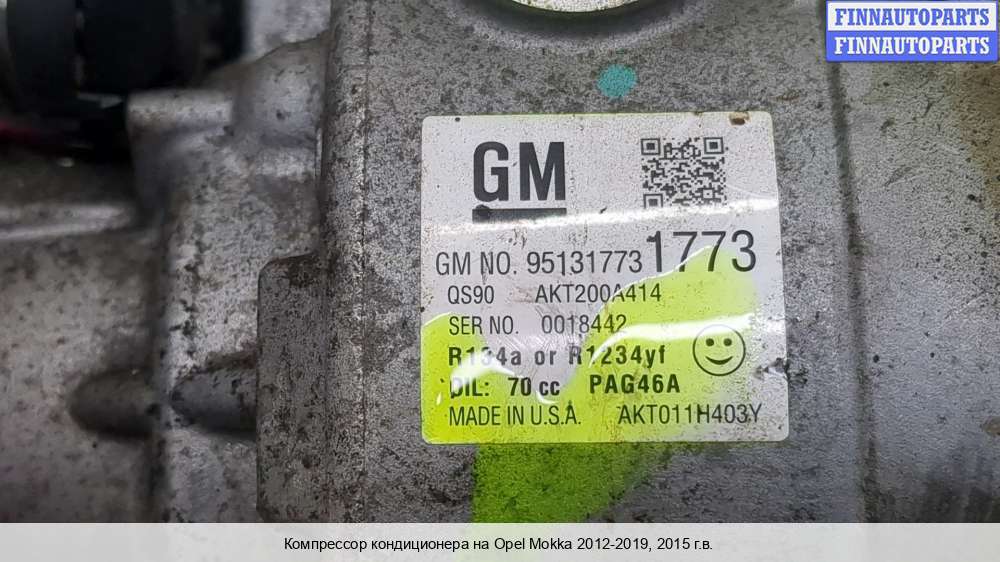 FINNAUTOPARTS
FINNAUTOPARTS
GM
GM NO. 95131773 1773
QS90 AKT200A414
SER NO. 0018442
R134a or R1234yf
OIL: 70 cc PAG46A
MADE IN U.S.A. AKT011H403Y
Компрессор кондиционера на Opel Mokka 2012-2019, 2015 г.в.